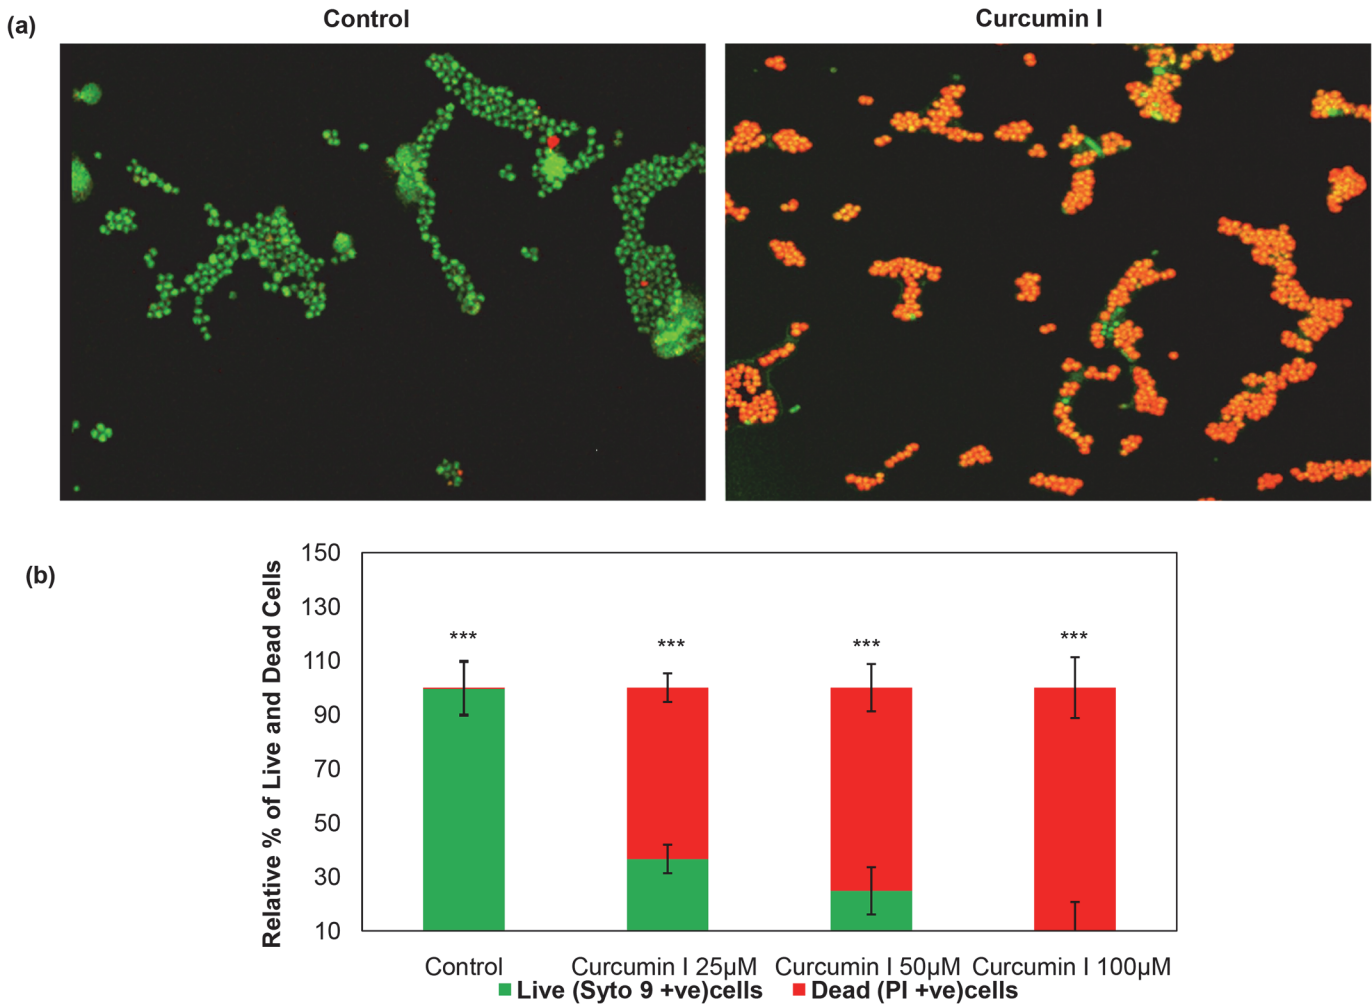 (a)
Control
Curcumin I
(b)
Relative % of Live and Dead Cells
150
130
110
90
70
50
30
10
***
***
***
***
Control
Curcumin I 25µM
Curcumin I 50µM
Curcumin I 100µM
Live (Syto 9 +ve)cells
Dead (PI +ve)cells